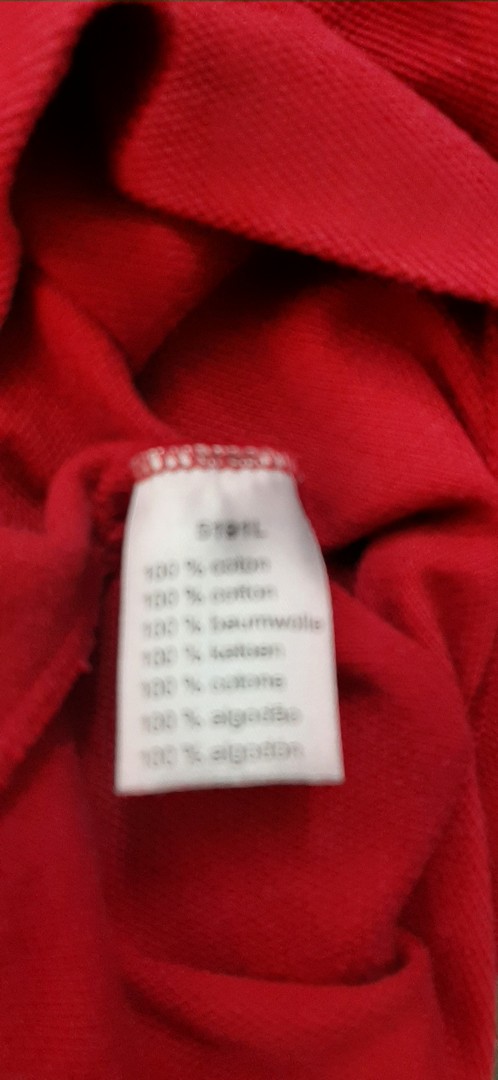 100 % coton
100 % cotton
100 % baumwolle
100 % katoen
100 % cotone
100 % algodão
100 % algodón